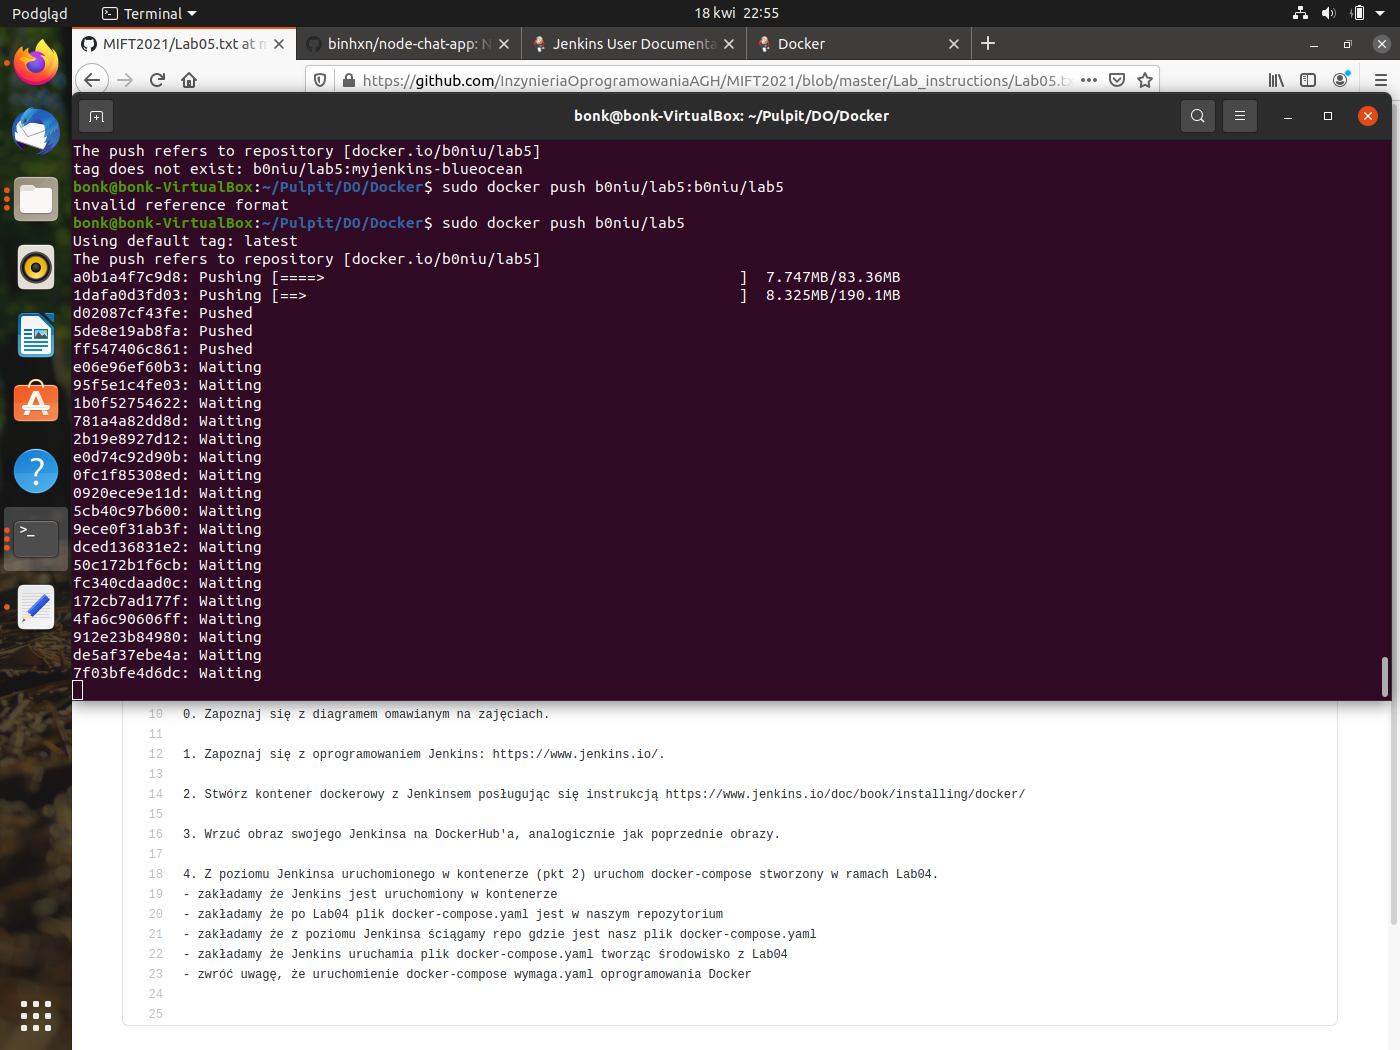 Podgląd
Terminal
18 kwi 22:55
MIFT2021/Lab05.txt at m
binhxn/node-chat-app: N
Jenkins User Documenta
Docker
https://github.com/InzynieriaOprogramowaniaAGH/MIFT2021/blob/master/Lab_instructions/Lab05.tx
bonk@bonk-VirtualBox: ~/Pulpit/DO/Docker
The push refers to repository [docker.io/b0niu/lab5]
tag does not exist: b0niu/lab5:myjenkins-blueocean
bonk@bonk-VirtualBox:~/Pulpit/DO/Docker$ sudo docker push b0niu/lab5:b0niu/lab5
invalid reference format
bonk@bonk-VirtualBox:~/Pulpit/DO/Docker$ sudo docker push b0niu/lab5
Using default tag: latest
The push refers to repository [docker.io/b0niu/lab5]
a0b1a4f7c9d8: Pushing [====> ] 7.747MB/83.36MB
1dafa0d3fd03: Pushing [==> ] 8.325MB/190.1MB
d02087cf43fe: Pushed
5de8e19ab8fa: Pushed
ff547406c861: Pushed
e06e96ef60b3: Waiting
95f5e1c4fe03: Waiting
1b0f52754622: Waiting
781a4a82dd8d: Waiting
2b19e8927d12: Waiting
e0d74c92d90b: Waiting
0fc1f85308ed: Waiting
0920ece9e11d: Waiting
5cb40c97b600: Waiting
9ece0f31ab3f: Waiting
dced136831e2: Waiting
50c172b1f6cb: Waiting
fc340cdaad0c: Waiting
172cb7ad177f: Waiting
4fa6c90606ff: Waiting
912e23b84980: Waiting
de5af37ebe4a: Waiting
7f03bfe4d6dc: Waiting
10 0. Zapoznaj się z diagramem omawianym na zajęciach.
11
12 1. Zapoznaj się z oprogramowaniem Jenkins: https://www.jenkins.io/.
13
14 2. Stwórz kontener dockerowy z Jenkinsem posługując się instrukcją https://www.jenkins.io/doc/book/installing/docker/
15
16 3. Wrzuć obraz swojego Jenkinsa na DockerHub'a, analogicznie jak poprzednie obrazy.
17
18 4. Z poziomu Jenkinsa uruchomionego w kontenerze (pkt 2) uruchom docker-compose stworzony w ramach Lab04.
19 - zakładamy że Jenkins jest uruchomiony w kontenerze
20 - zakładamy że po Lab04 plik docker-compose.yaml jest w naszym repozytorium
21 - zakładamy że z poziomu Jenkinsa ściągamy repo gdzie jest nasz plik docker-compose.yaml
22 - zakładamy że Jenkins uruchamia plik docker-compose.yaml tworząc środowisko z Lab04
23 - zwróć uwagę, że uruchomienie docker-compose wymaga.yaml oprogramowania Docker
24
25